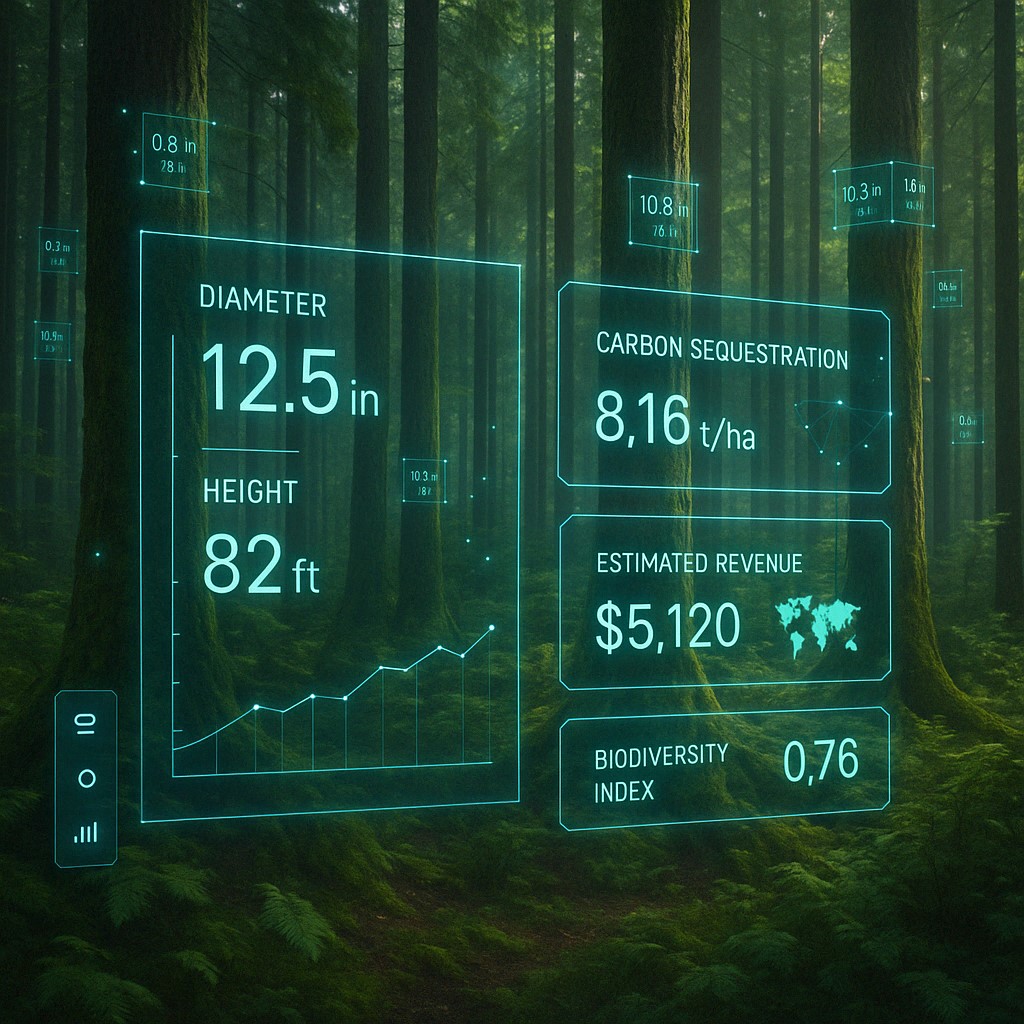 0.8 in
10.8 in
10.3 in
1.6 in
DIAMETER
12.5 in
HEIGHT
82 ft
10.3 m
CARBON SEQUESTRATION
8,16 t/ha
ESTIMATED REVENUE
$5,120
BIODIVERSITY
INDEX
0,76